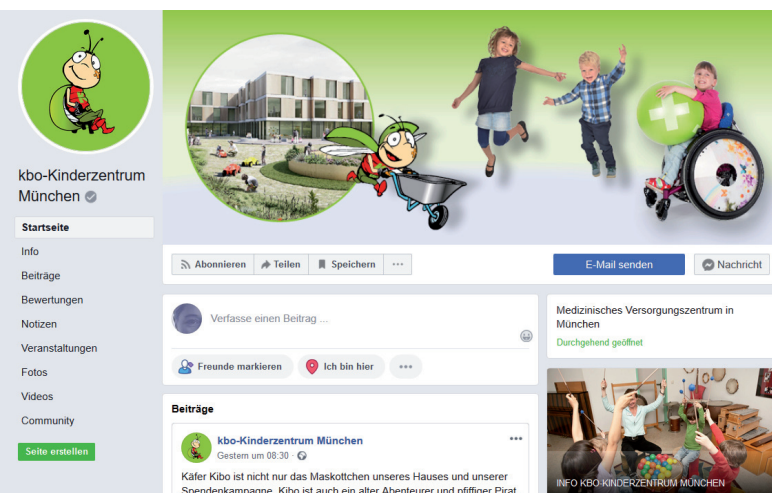 kbo-Kinderzentrum
München
Startseite
Info
Beiträge
Bewertungen
Notizen
Veranstaltungen
Fotos
Videos
Community
Seite erstellen
Abonnieren
Teilen
Speichern
E-Mail senden
Nachricht
Verfasse einen Beitrag ...
Freunde markieren
Ich bin hier
Beiträge
kbo-Kinderzentrum München
Gestern um 08:30 ·
Käfer Kibo ist nicht nur das Maskottchen unseres Hauses und unserer
Spendenkampagne. Kibo ist auch ein alter Abenteurer und pfiffiger Pirat
Medizinisches Versorgungszentrum in
München
Durchgehend geöffnet
INFO KBO-KINDERZENTRUM MÜNCHEN